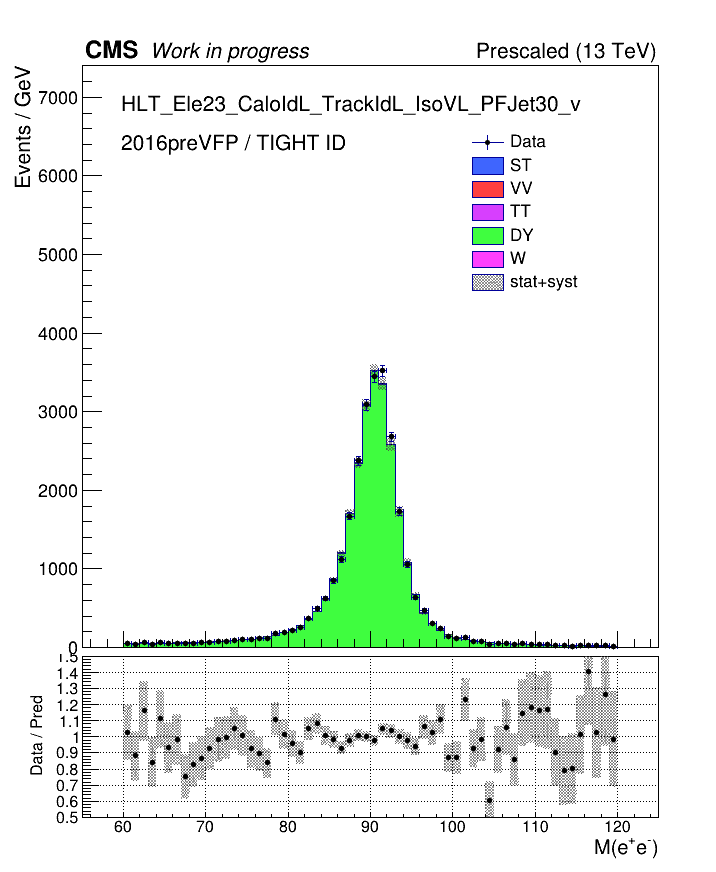 CMS Work in progress Prescaled (13 TeV)
Events / GeV
HLT_Ele23_CaloIdL_TrackIdL_IsoVL_PFJet30_v
2016preVFP / TIGHT ID
Data
ST
VV
TT
DY
W
stat+syst
7000
6000
5000
4000
3000
2000
1000
0
Data / Pred
1.5
1.4
1.3
1.2
1.1
1
0.9
0.8
0.7
0.6
0.5
60 70 80 90 100 110 120
M(e⁺e⁻)